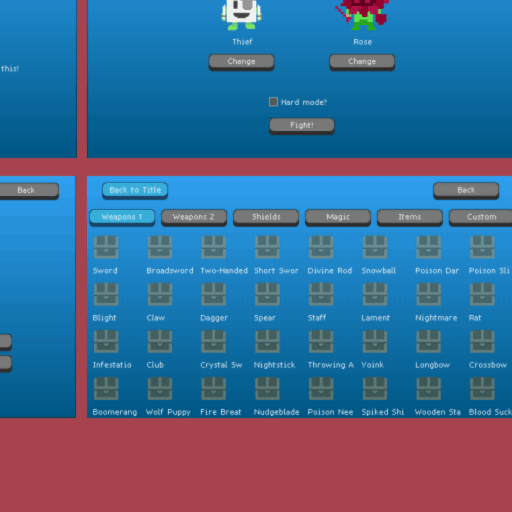 this!
Thief
Rose
Change
Change
Hard mode?
Fight!
Back
Back to Title
Back
Weapons 1
Weapons 2
Shields
Magic
Items
Custom
Sword Broadsword Two-Handed Short Swor Divine Rod Snowball Poison Dar Poison Sli
Blight Claw Dagger Spear Staff Lament Nightmare Rat
Infestatio Club Crystal Sw Nightstick Throwing A Yoink Longbow Crossbow
Boomerang Wolf Puppy Fire Breat Nudgeblade Poison Nee Spiked Shi Wooden Sta Blood Suck